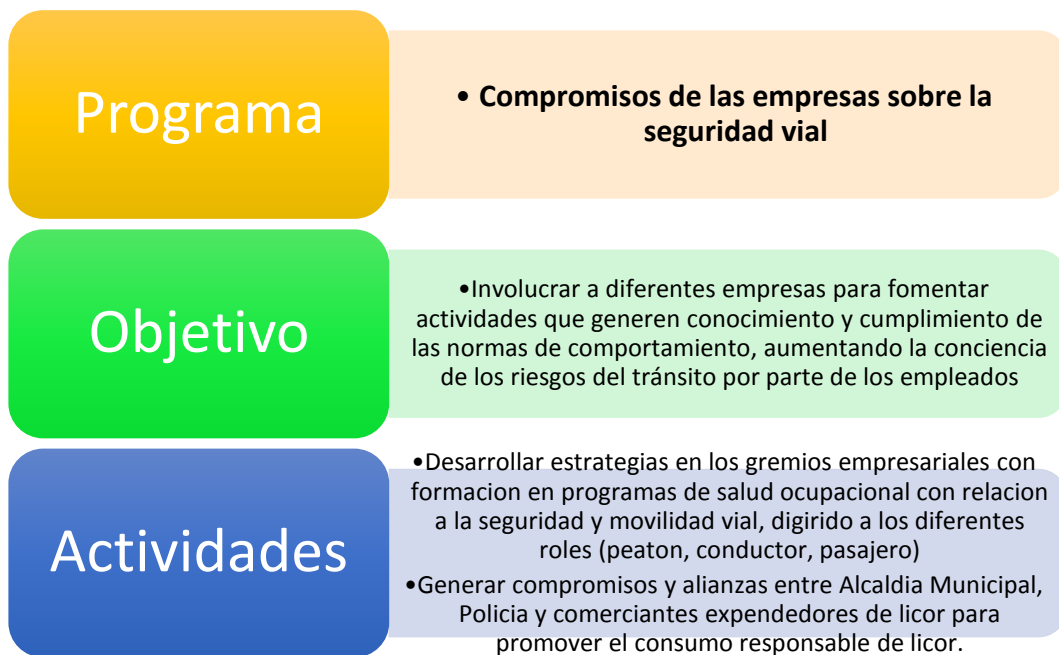 Programa
• Compromisos de las empresas sobre la
seguridad vial
Objetivo
•Involucrar a diferentes empresas para fomentar
actividades que generen conocimiento y cumplimiento de
las normas de comportamiento, aumentando la conciencia
de los riesgos del tránsito por parte de los empleados
Actividades
•Desarrollar estrategias en los gremios empresariales con
formacion en programas de salud ocupacional con relacion
a la seguridad y movilidad vial, digirido a los diferentes
roles (peaton, conductor, pasajero)
•Generar compromisos y alianzas entre Alcaldia Municipal,
Policia y comerciantes expendedores de licor para
promover el consumo responsable de licor.